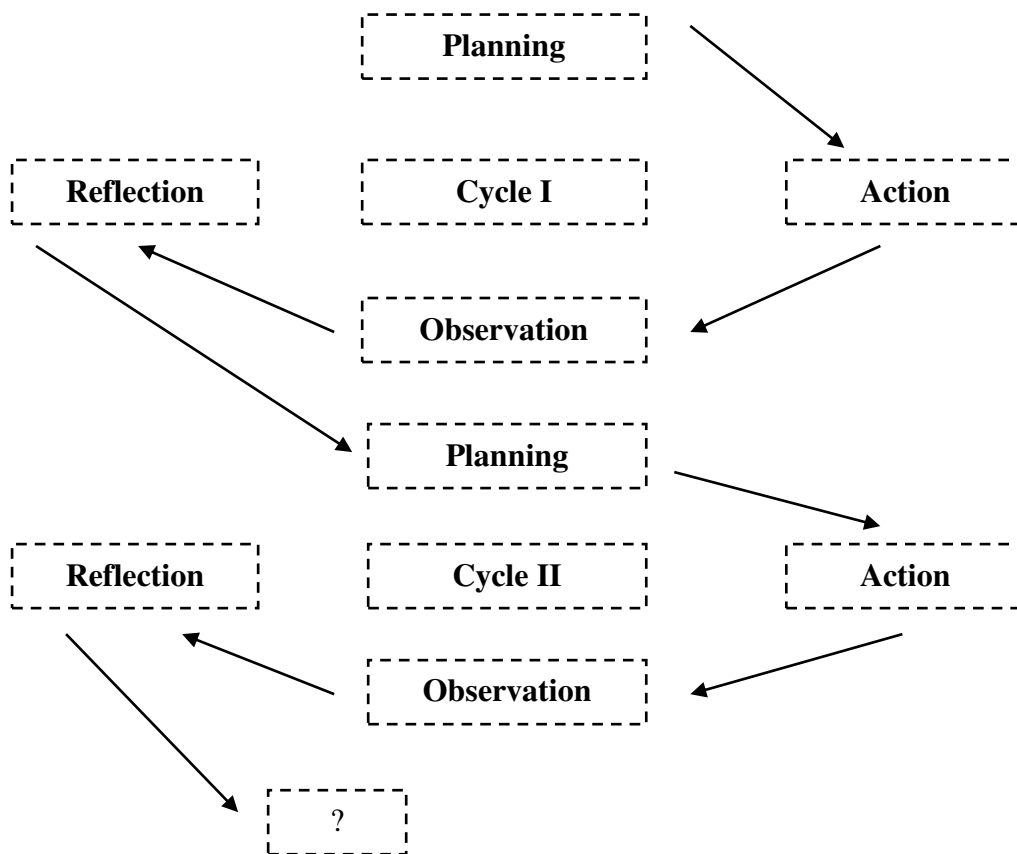 Planning
Reflection
Cycle I
Action
Observation
Planning
Reflection
Cycle II
Action
Observation
?